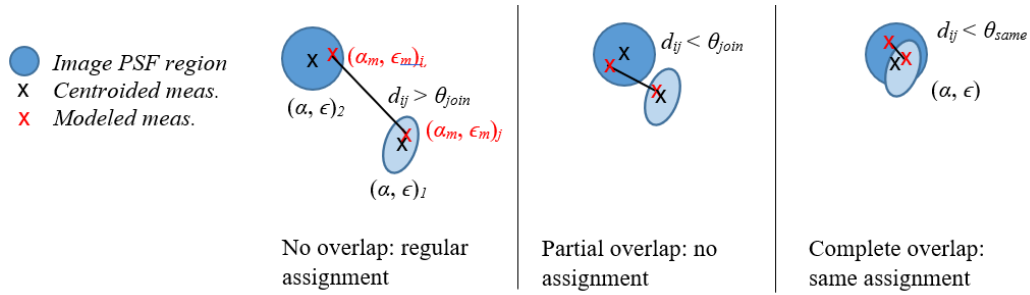 Image PSF region
X Centroided meas.
X Modeled meas.
X X (αₘ, ϵₘ)ᵢ
(α, ϵ)₂
dᵢⱼ > θⱼₒᵢₙ
X X (αₘ, ϵₘ)ⱼ
(α, ϵ)₁
No overlap: regular
assignment
X X
dᵢⱼ < θⱼₒᵢₙ
X X
Partial overlap: no
assignment
X X X
dᵢⱼ < θₛₐₘₑ
(α, ϵ)
Complete overlap:
same assignment